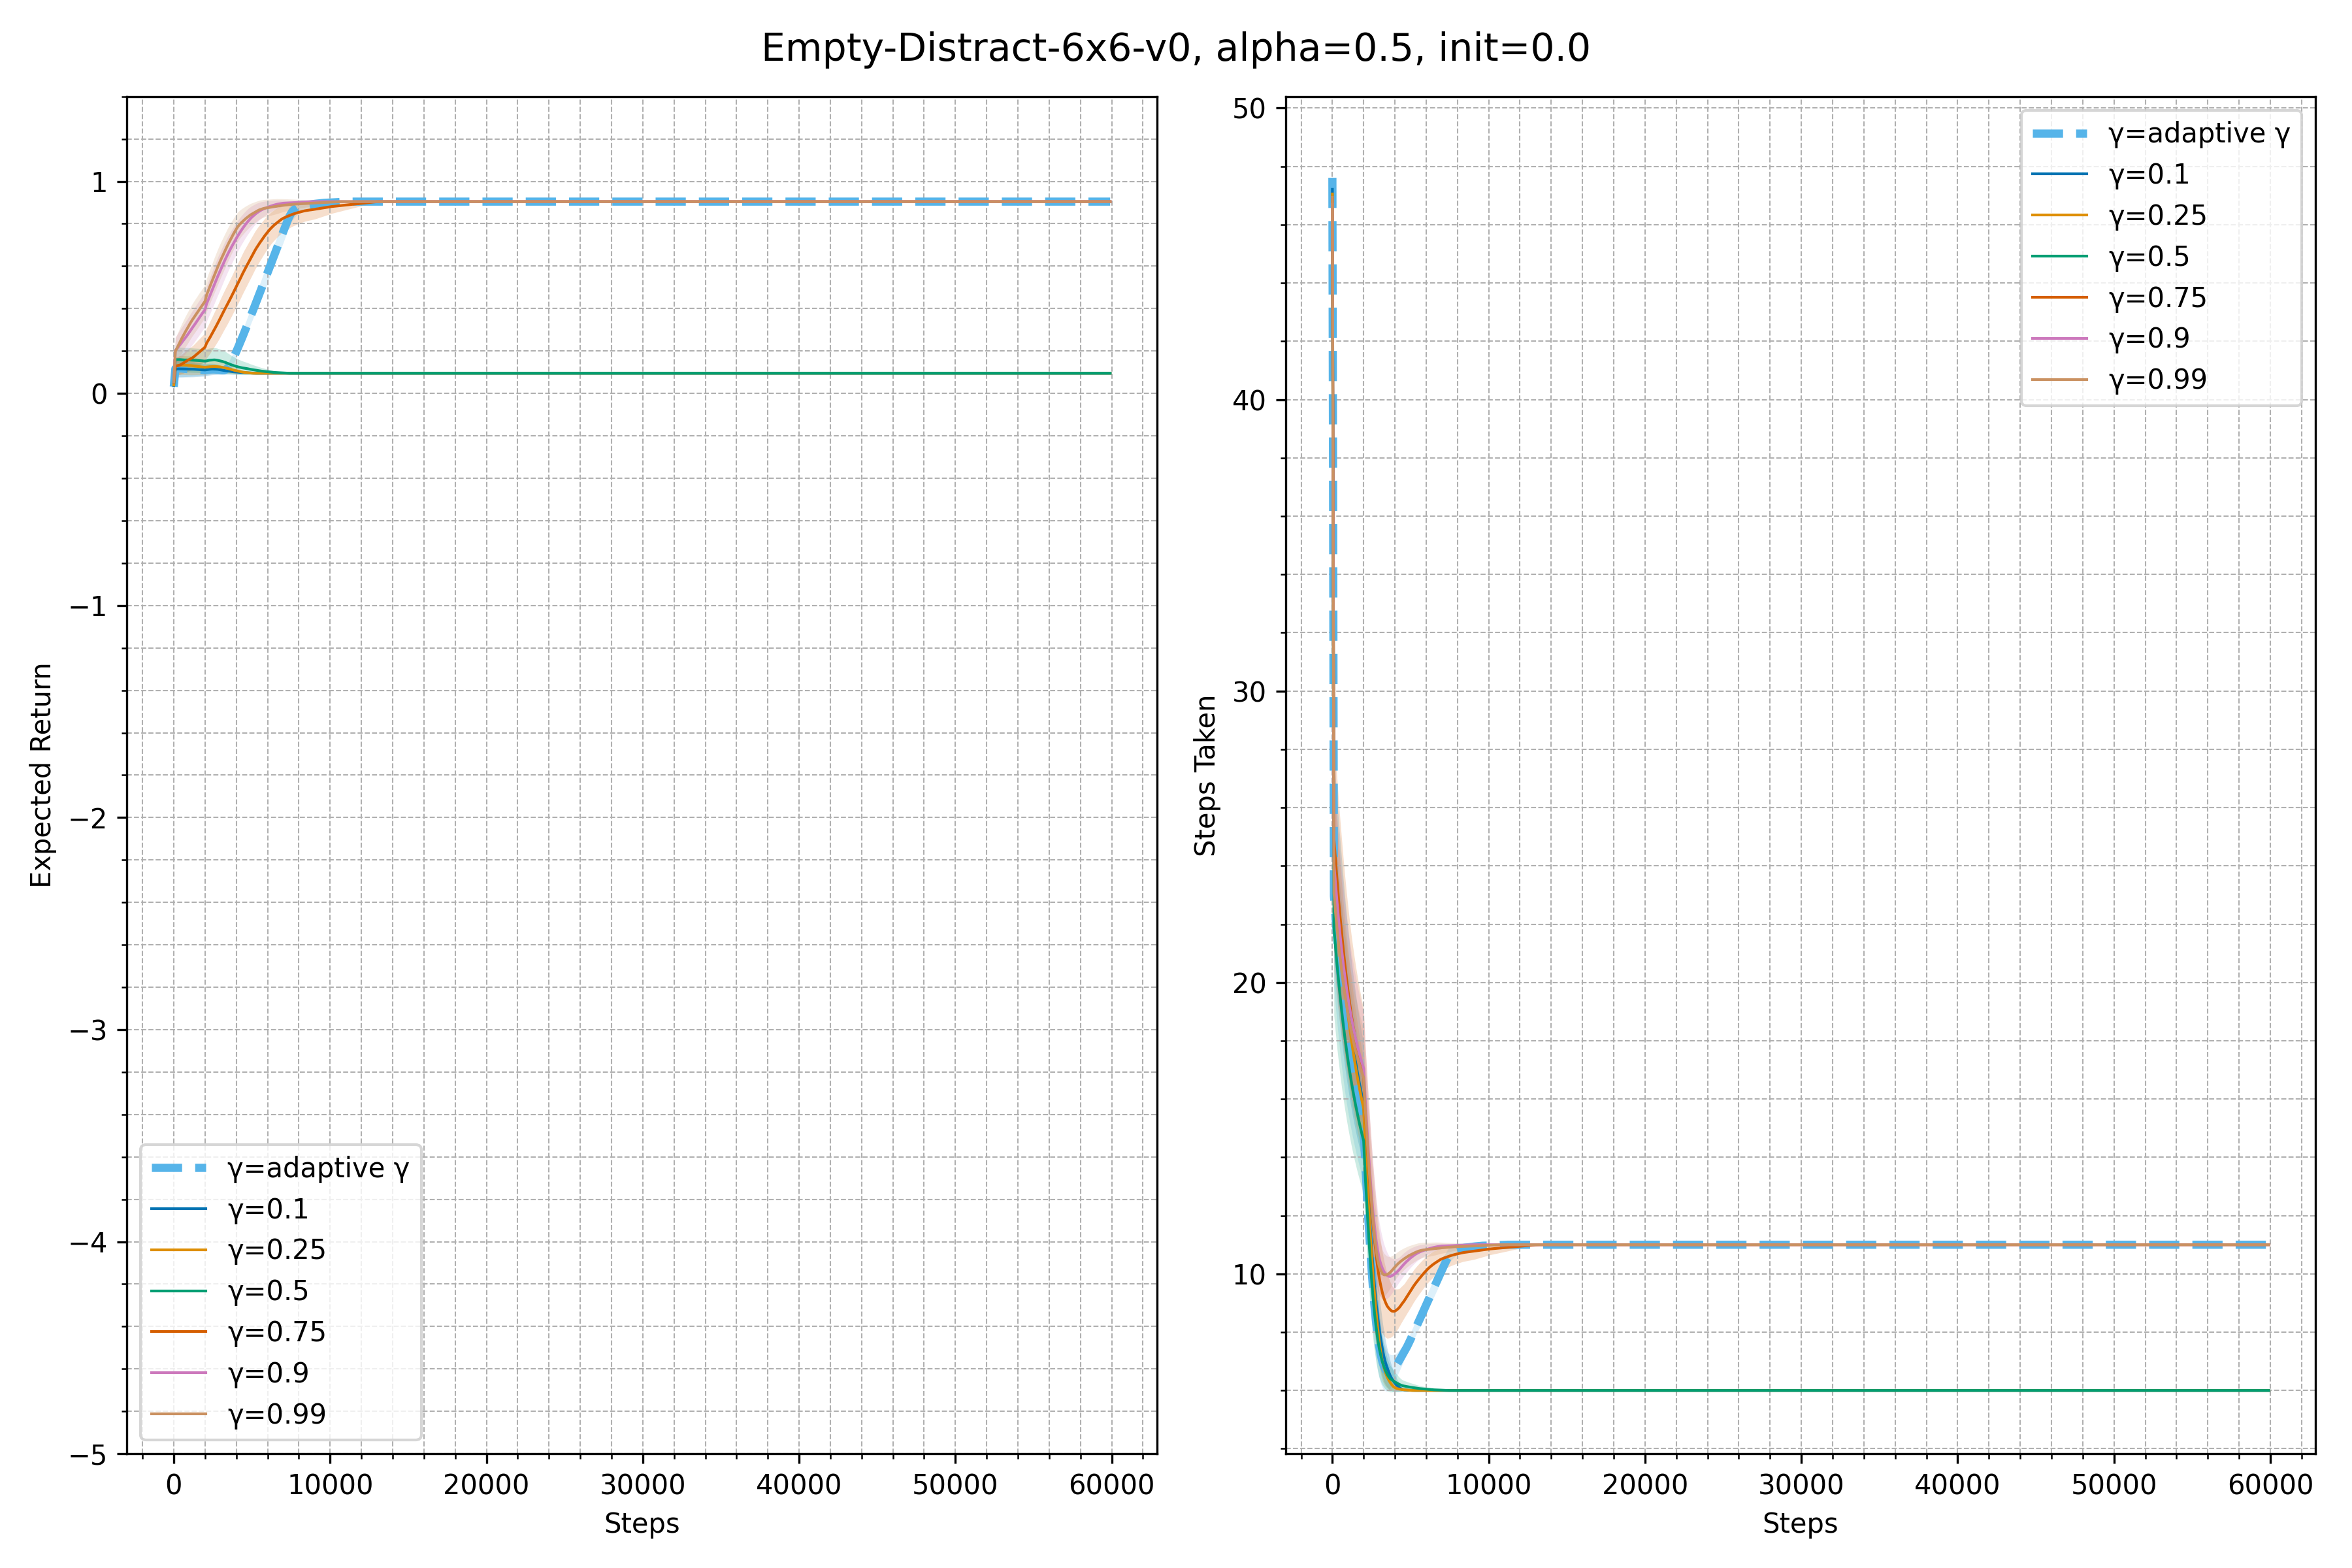 Empty-Distract-6x6-v0, alpha=0.5, init=0.0
Expected Return
1
0
−1
−2
−3
−4
−5
γ=adaptive γ
γ=0.1
γ=0.25
γ=0.5
γ=0.75
γ=0.9
γ=0.99
0
10000
20000
30000
40000
50000
60000
Steps
Steps Taken
50
40
30
20
10
γ=adaptive γ
γ=0.1
γ=0.25
γ=0.5
γ=0.75
γ=0.9
γ=0.99
0
10000
20000
30000
40000
50000
60000
Steps